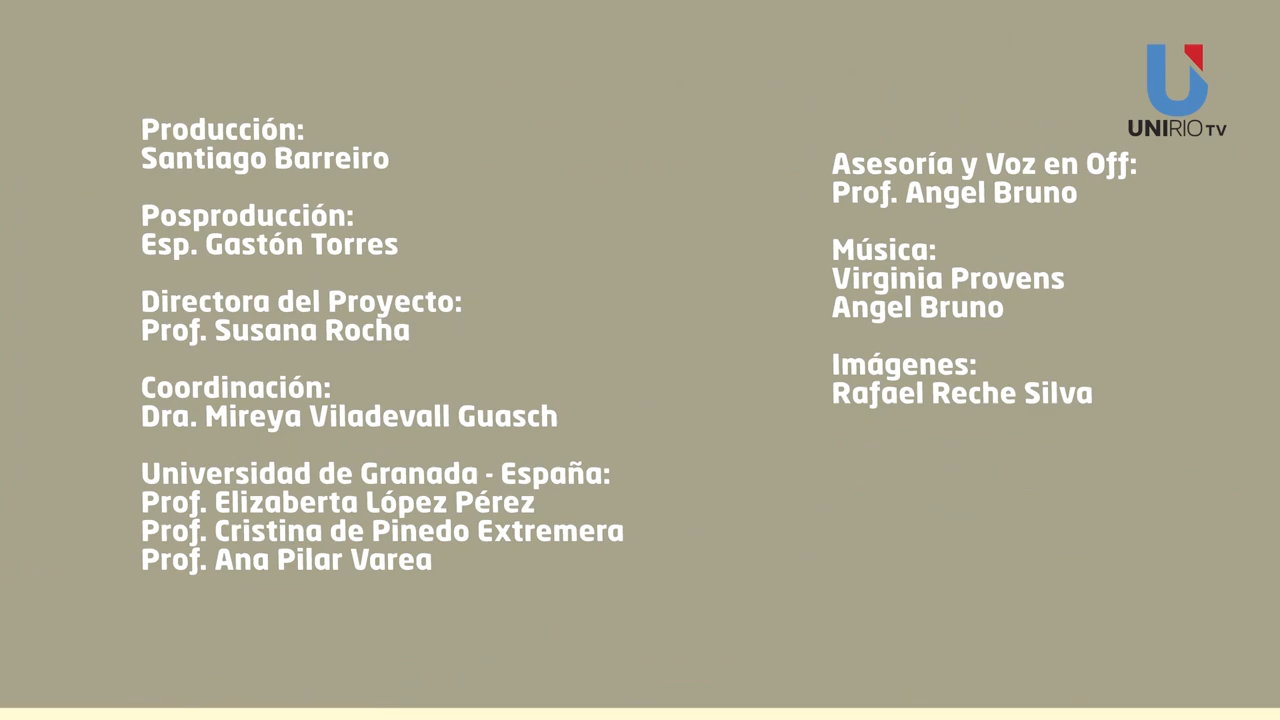 Producción:
Santiago Barreiro
Posproducción:
Esp. Gastón Torres
Directora del Proyecto:
Prof. Susana Rocha
Coordinación:
Dra. Mireya Viladevall Guasch
Universidad de Granada - España:
Prof. Elizaberta López Pérez
Prof. Cristina de Pinedo Extremera
Prof. Ana Pilar Varea
UNIRIO TV
Asesoría y Voz en Off:
Prof. Angel Bruno
Música:
Virginia Provens
Angel Bruno
Imágenes:
Rafael Reche Silva